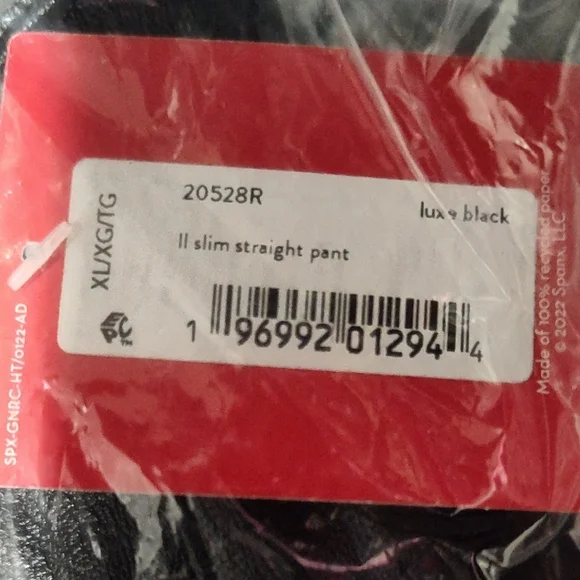 20528R
luxe black
ll slim straight pant
XL/XG/TG
EPC
1 96992 01294 4
SPX-GNRC-HT/0122-AD
Made of 100% recycled paper
© 2022 Spanx, LLC